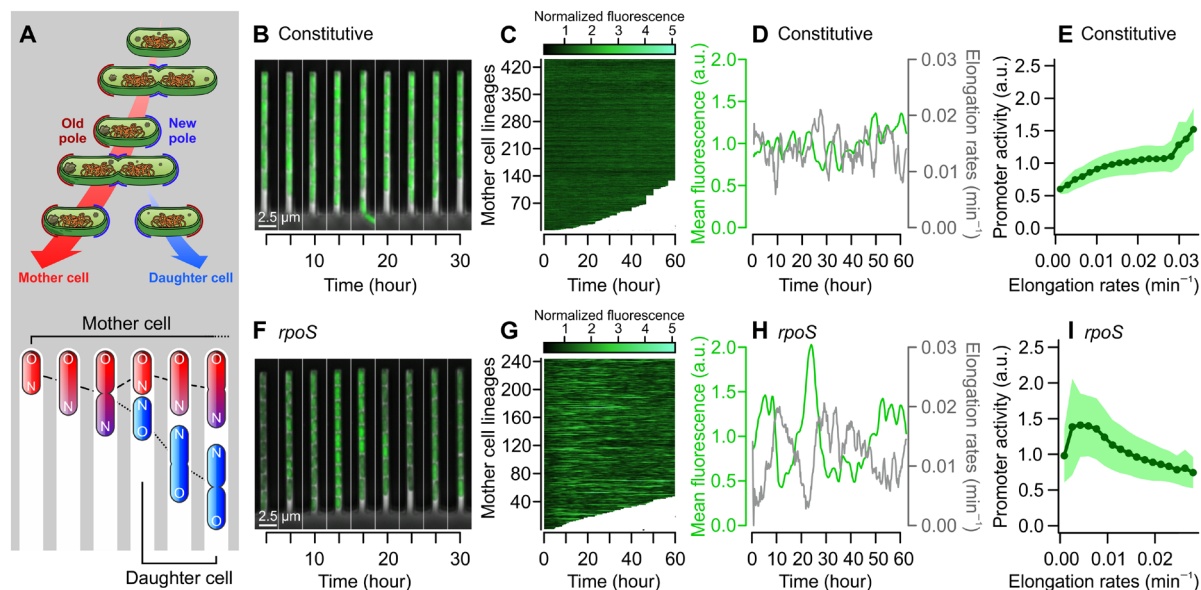 A
Old
pole
New
pole
Mother cell
Daughter cell
Mother cell
O
N
O
N
O
N
O
N
N
O
O
N
N
O
O
N
N
O
Daughter cell
B Constitutive
2.5 µm
10 20 30
Time (hour)
C
Normalized fluorescence
1 2 3 4 5
Mother cell lineages
420
350
280
210
140
70
0 10 20 30 40 50 60
Time (hour)
D Constitutive
Mean fluorescence (a.u.)
2.0
1.5
1.0
0.5
0.0
Elongation rates (min⁻¹)
0.03
0.02
0.01
0.00
0 10 20 30 40 50 60
Time (hour)
E Constitutive
Promoter activity (a.u.)
2.5
2.0
1.5
1.0
0.5
0.0
0.00 0.01 0.02 0.03
Elongation rates (min⁻¹)
F rpoS
2.5 µm
10 20 30
Time (hour)
G
Normalized fluorescence
1 2 3 4 5
Mother cell lineages
240
200
160
120
80
40
0 10 20 30 40 50 60
Time (hour)
H rpoS
Mean fluorescence (a.u.)
2.0
1.5
1.0
0.5
0.0
Elongation rates (min⁻¹)
0.03
0.02
0.01
0.00
0 10 20 30 40 50 60
Time (hour)
I rpoS
Promoter activity (a.u.)
2.5
2.0
1.5
1.0
0.5
0.0
0.00 0.01 0.02
Elongation rates (min⁻¹)